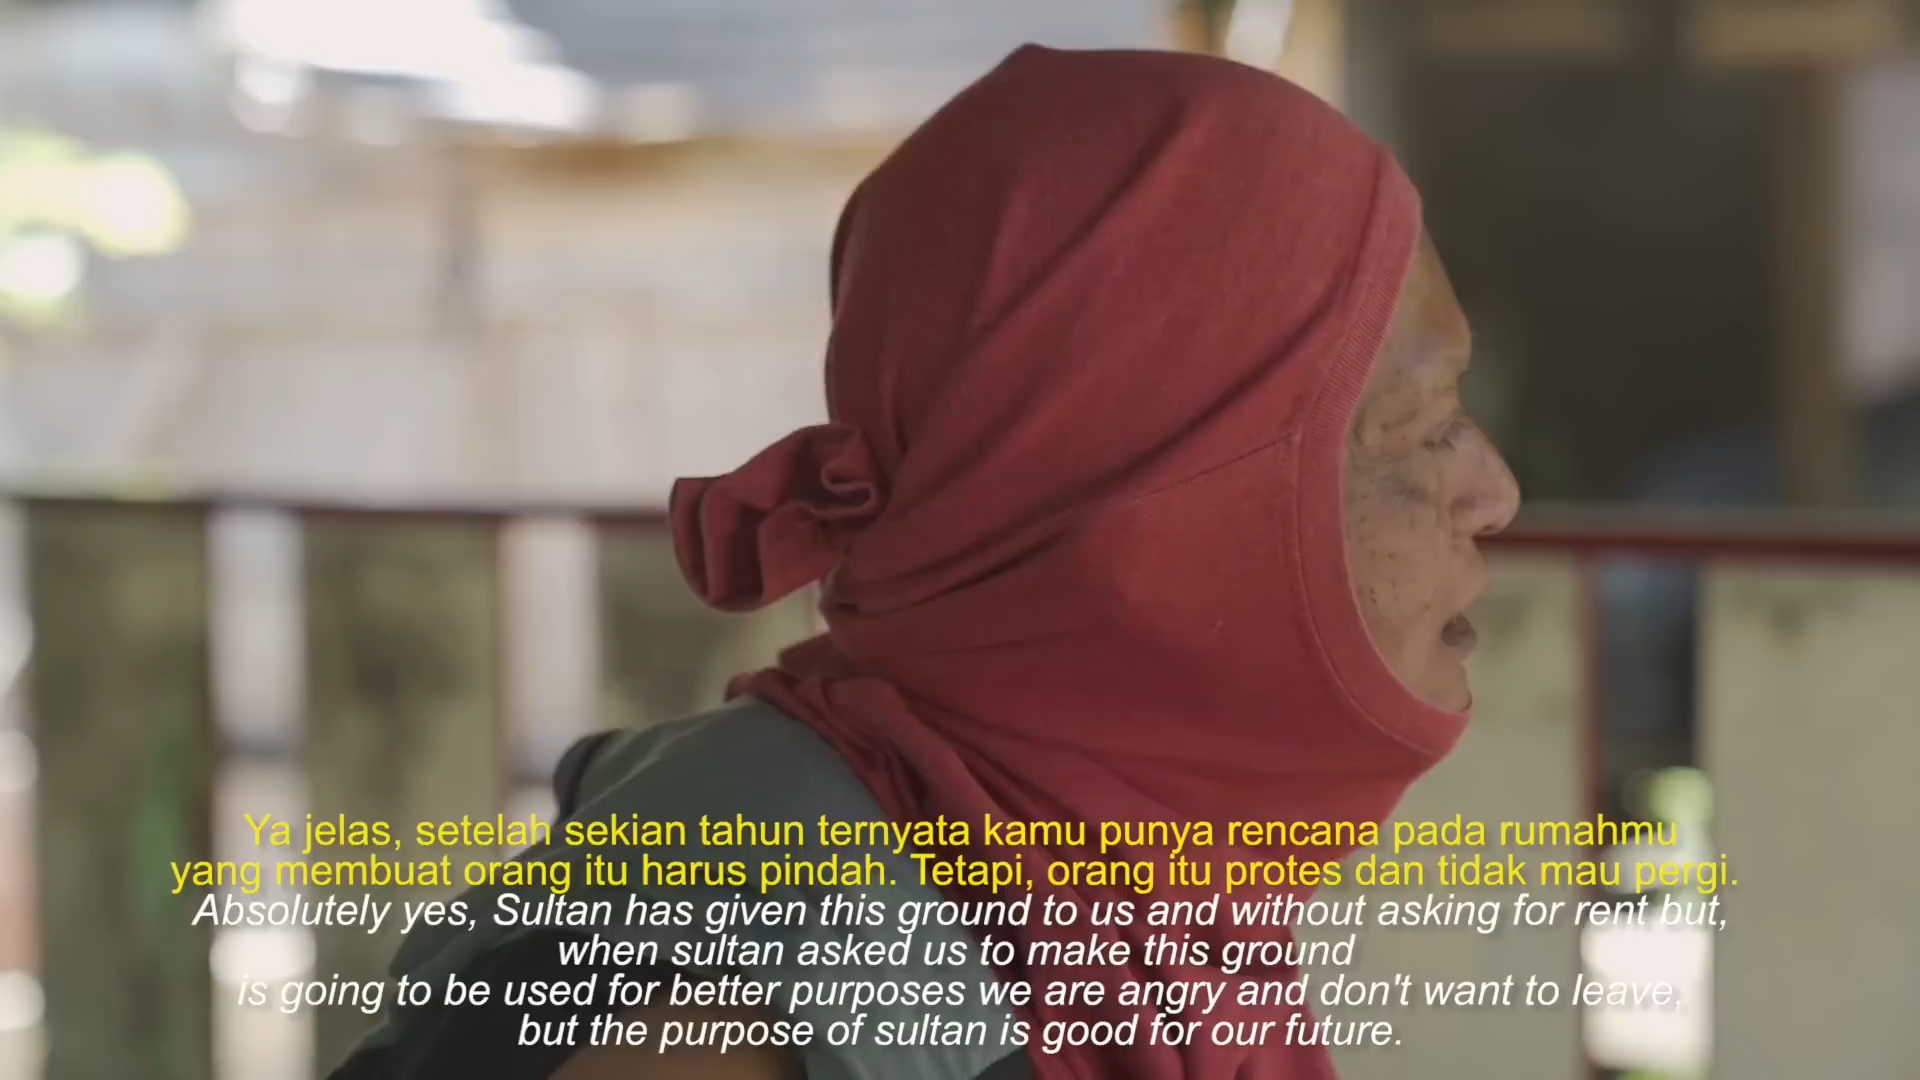 Ya jelas, setelah sekian tahun ternyata kamu punya rencana pada rumahmu
yang membuat orang itu harus pindah. Tetapi, orang itu protes dan tidak mau pergi.
Absolutely yes, Sultan has given this ground to us and without asking for rent but,
when sultan asked us to make this ground
is going to be used for better purposes we are angry and don't want to leave,
but the purpose of sultan is good for our future.